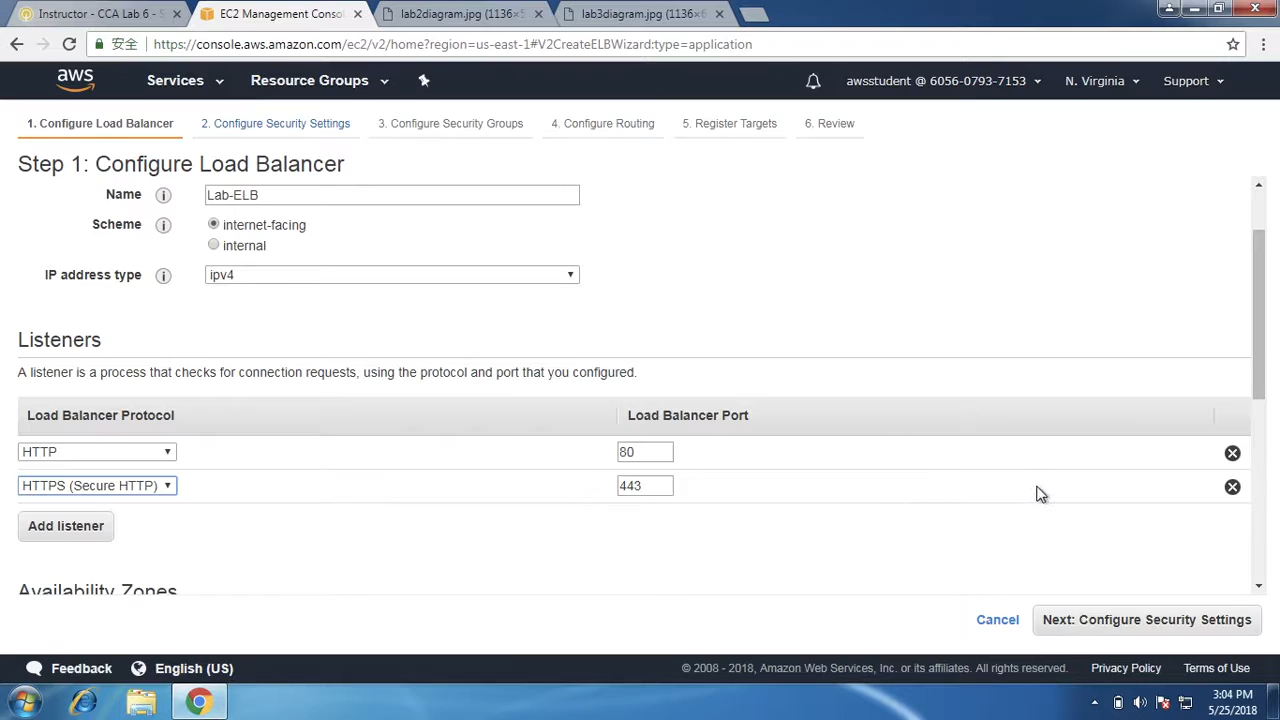 Instructor - CCA Lab 6 - S
EC2 Management Conso
lab2diagram.jpg (1136×5
lab3diagram.jpg (1136×6
安全
https://console.aws.amazon.com/ec2/v2/home?region=us-east-1#V2CreateELBWizard:type=application
aws
Services
Resource Groups
awsstudent @ 6056-0793-7153
N. Virginia
Support
1. Configure Load Balancer
2. Configure Security Settings
3. Configure Security Groups
4. Configure Routing
5. Register Targets
6. Review
Step 1: Configure Load Balancer
Name
Lab-ELB
Scheme
internet-facing
internal
IP address type
ipv4
Listeners
A listener is a process that checks for connection requests, using the protocol and port that you configured.
Load Balancer Protocol
Load Balancer Port
HTTP
80
HTTPS (Secure HTTP)
443
Add listener
Availability Zones
Cancel
Next: Configure Security Settings
Feedback
English (US)
© 2008 - 2018, Amazon Web Services, Inc. or its affiliates. All rights reserved.
Privacy Policy
Terms of Use
3:04 PM
5/25/2018